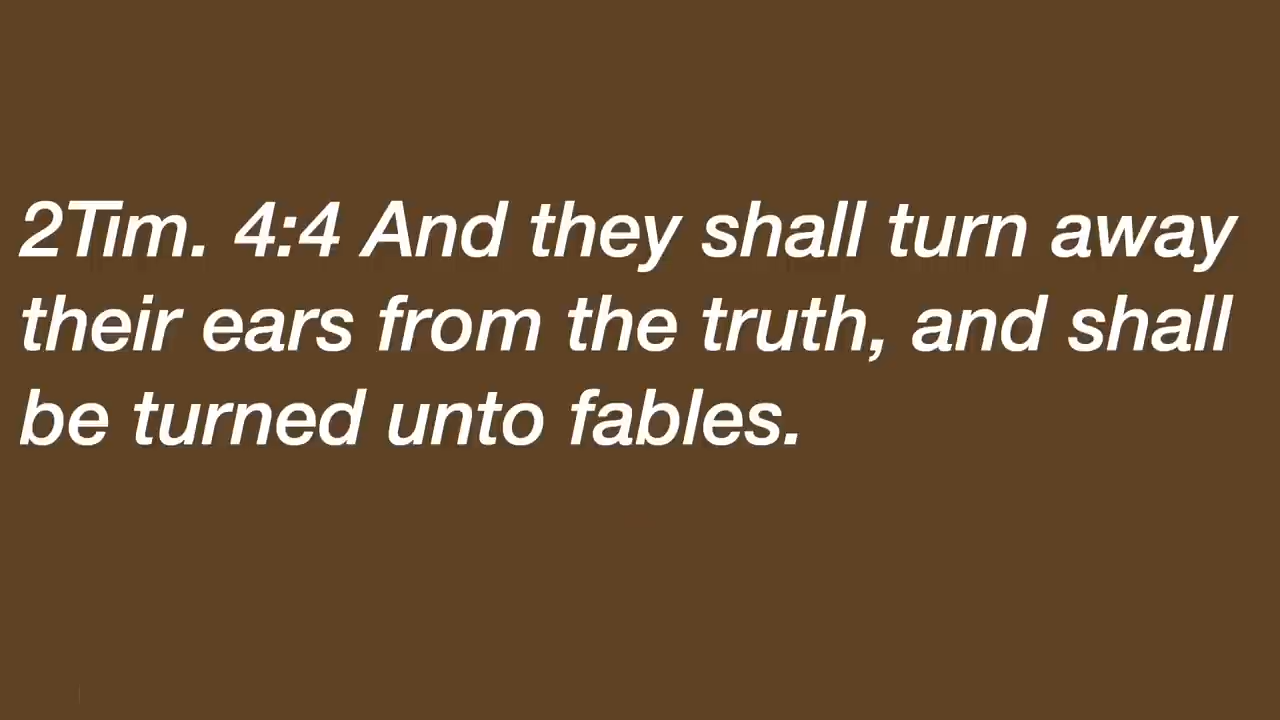 2Tim. 4:4 And they shall turn away
their ears from the truth, and shall
be turned unto fables.